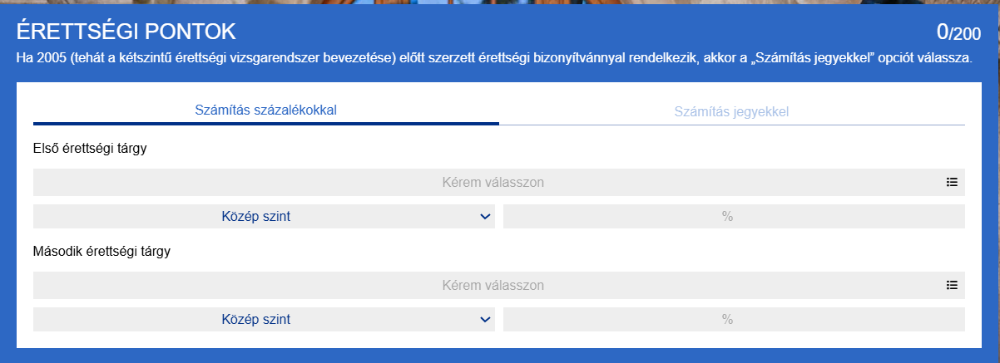 ÉRETTSÉGI PONTOK
0/200
Ha 2005 (tehát a kétszintű érettségi vizsgarendszer bevezetése) előtt szerzett érettségi bizonyítvánnyal rendelkezik, akkor a „Számítás jegyekkel” opciót válassza.
Számítás százalékokkal
Számítás jegyekkel
Első érettségi tárgy
Kérem válasszon
Közép szint
%
Második érettségi tárgy
Kérem válasszon
Közép szint
%